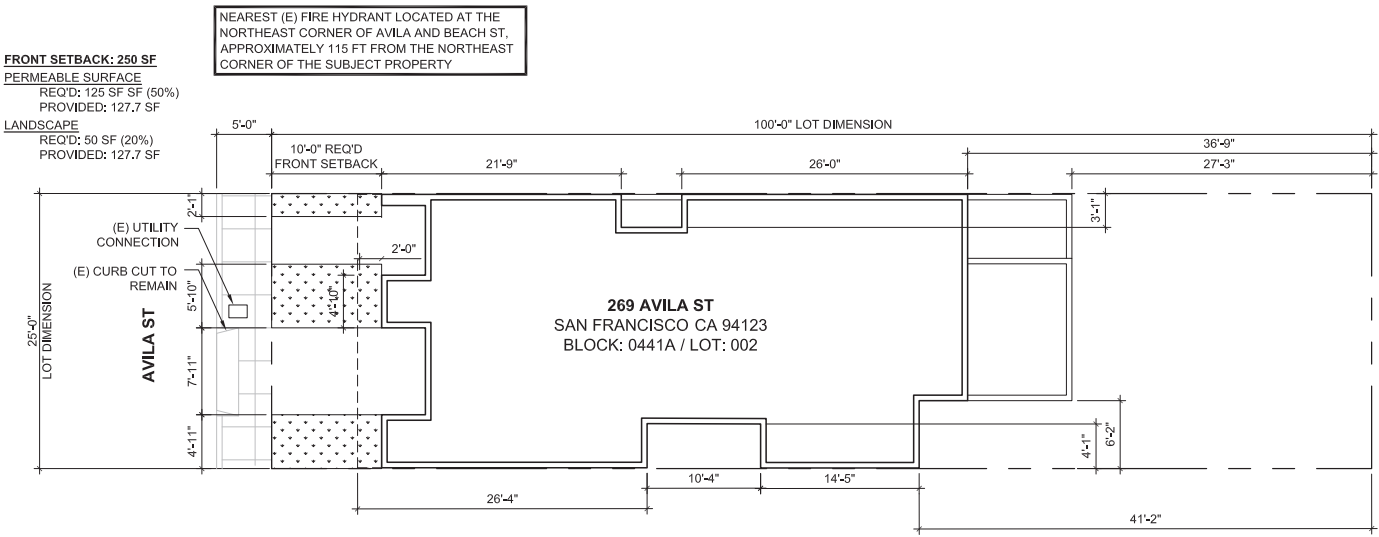 NEAREST (E) FIRE HYDRANT LOCATED AT THE
NORTHEAST CORNER OF AVILA AND BEACH ST,
APPROXIMATELY 115 FT FROM THE NORTHEAST
CORNER OF THE SUBJECT PROPERTY
FRONT SETBACK: 250 SF
PERMEABLE SURFACE
REQ'D: 125 SF SF (50%)
PROVIDED: 127.7 SF
LANDSCAPE
REQ'D: 50 SF (20%)
PROVIDED: 127.7 SF
5'-0"
100'-0" LOT DIMENSION
10'-0" REQ'D
FRONT SETBACK
21'-9"
26'-0"
36'-9"
27'-3"
2'-1"
3'-1"
(E) UTILITY
CONNECTION
(E) CURB CUT TO
REMAIN
2'-0"
5'-10"
4'-10"
25'-0"
LOT DIMENSION
AVILA ST
269 AVILA ST
SAN FRANCISCO CA 94123
BLOCK: 0441A / LOT: 002
7'-11"
4'-11"
4'-1"
6'-2"
10'-4"
14'-5"
26'-4"
41'-2"